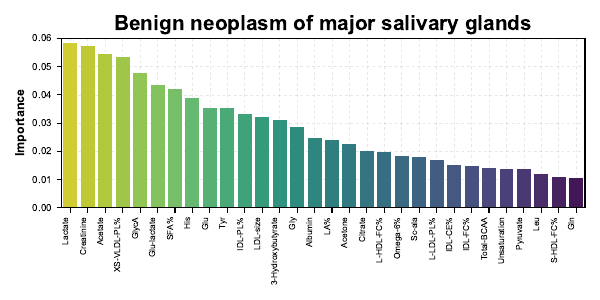 Benign neoplasm of major salivary glands
Importance
0.06
0.05
0.04
0.03
0.02
0.01
0.00
Lactate
Creatinine
Acetate
XS-VLDL-PL%
GlycA
Glu-lactate
SFA%
His
Glu
Tyr
IDL-PL%
LDL-size
3-Hydroxybutyrate
Gly
Albumin
LA%
Acetone
Citrate
L-HDL-FC%
Omega-6%
Sc-ala
L-LDL-PL%
IDL-CE%
IDL-FC%
Total-BCAA
Unsaturation
Pyruvate
Leu
S-HDL-FC%
Gln